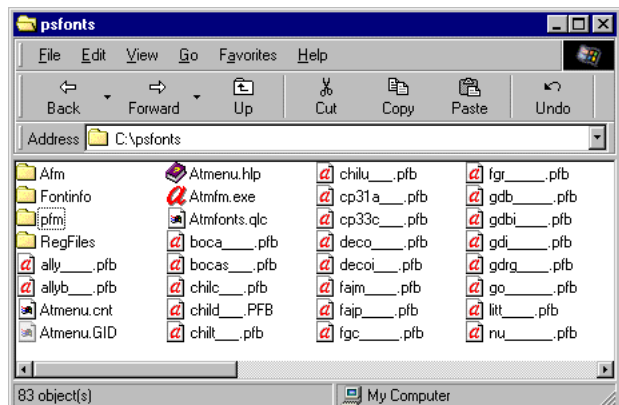 psfonts
File Edit View Go Favorites Help
Back Forward Up Cut Copy Paste Undo
Address C:\psfonts
Afm Atmenu.hlp chilu___.pfb fgr_____.pfb
Fontinfo Atmfm.exe cp31a___.pfb gdb_____.pfb
pfm Atmfonts.qlc cp33c___.pfb gdbi____.pfb
RegFiles boca____.pfb deco____.pfb gdi_____.pfb
ally____.pfb bocas___.pfb decoi___.pfb gdrg____.pfb
allyb___.pfb chilc___.pfb fajm____.pfb go______.pfb
Atmenu.cnt child___.PFB fajp____.pfb litt____.pfb
Atmenu.GID chilt___.pfb fgc_____.pfb nu______.pfb
83 object(s) My Computer